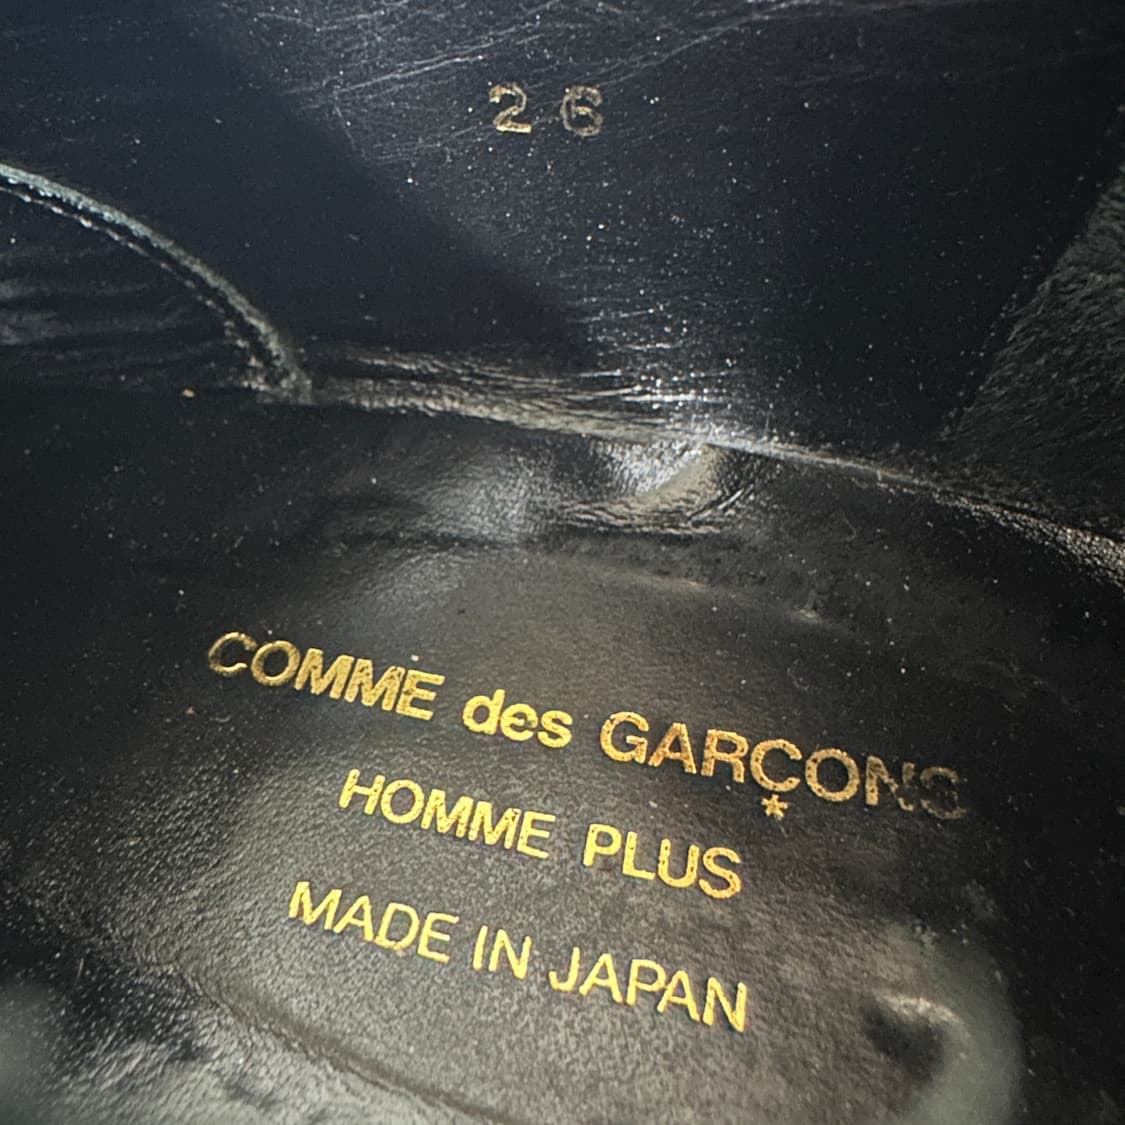 26
COMME des GARÇONS
HOMME PLUS
MADE IN JAPAN